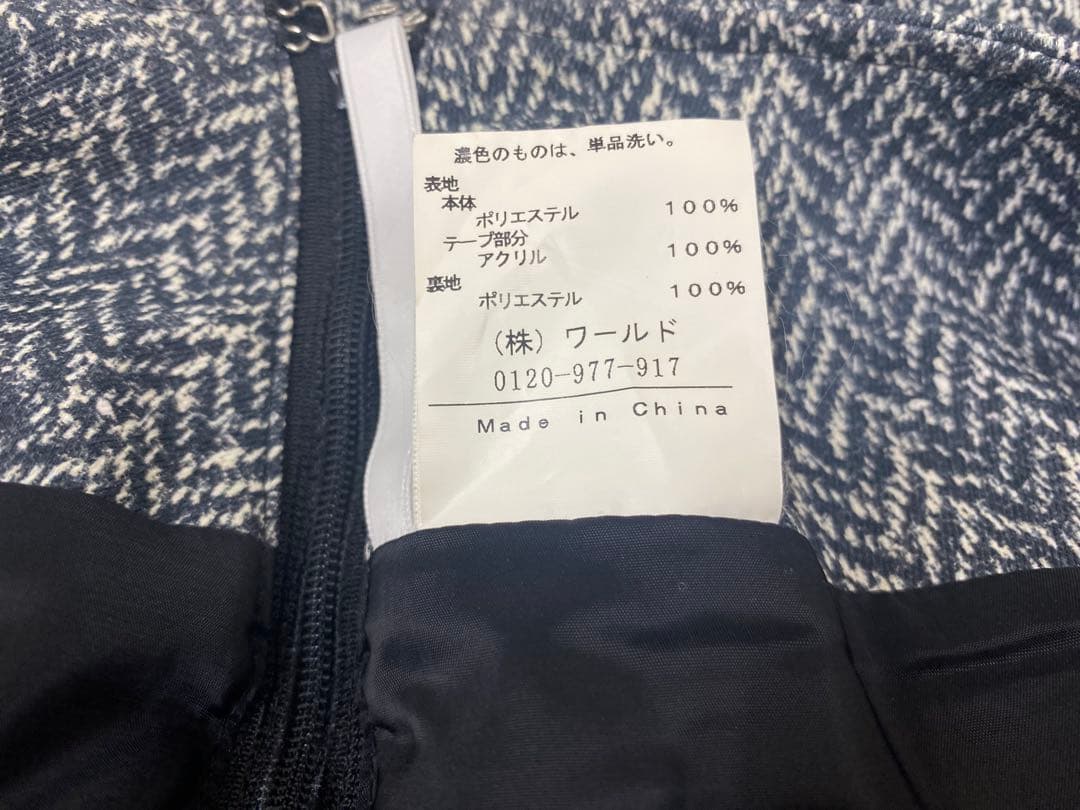 濃色のものは、単品洗い。
表地
本体
ポリエステル 100%
テープ部分
アクリル 100%
裏地
ポリエステル 100%
(株) ワールド
0120-977-917
Made in China